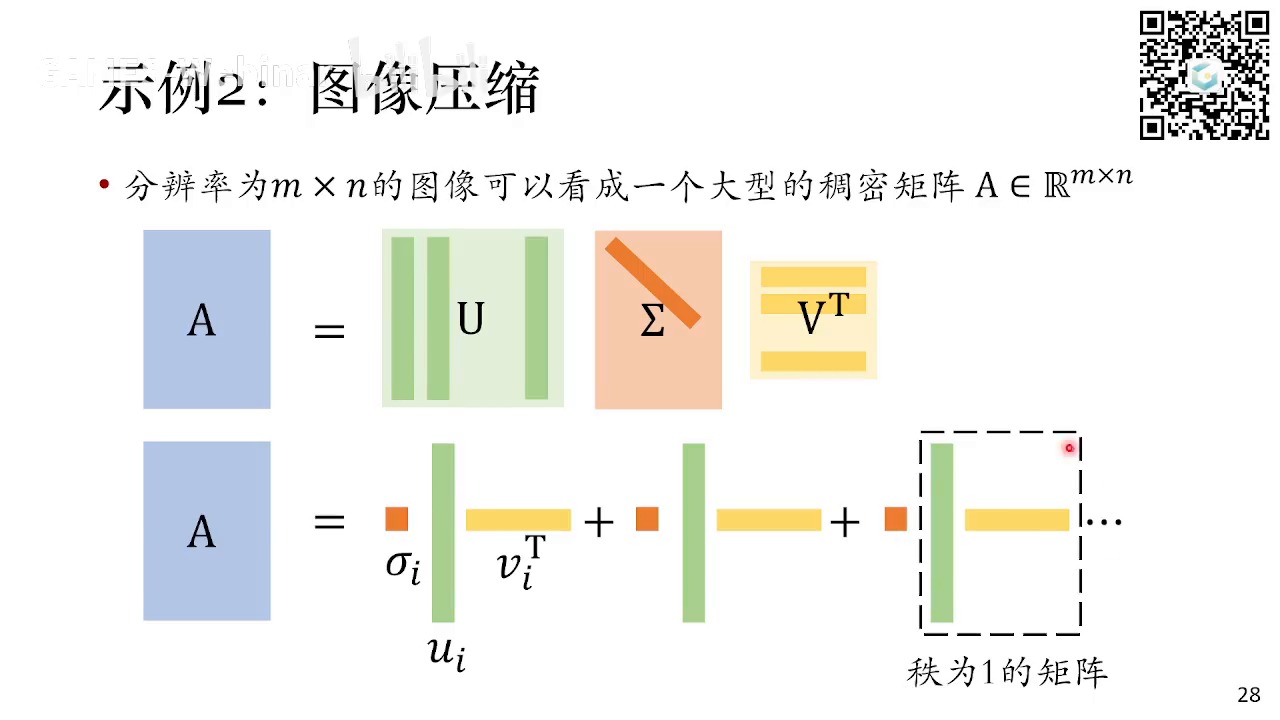 GAMES-Webinar
示例2：图像压缩
• 分辨率为m × n的图像可以看成一个大型的稠密矩阵 A ∈ ℝ^{m×n}
A = U Σ V^T
A = σ_i u_i v_i^T + + ⋯
秩为1的矩阵
28